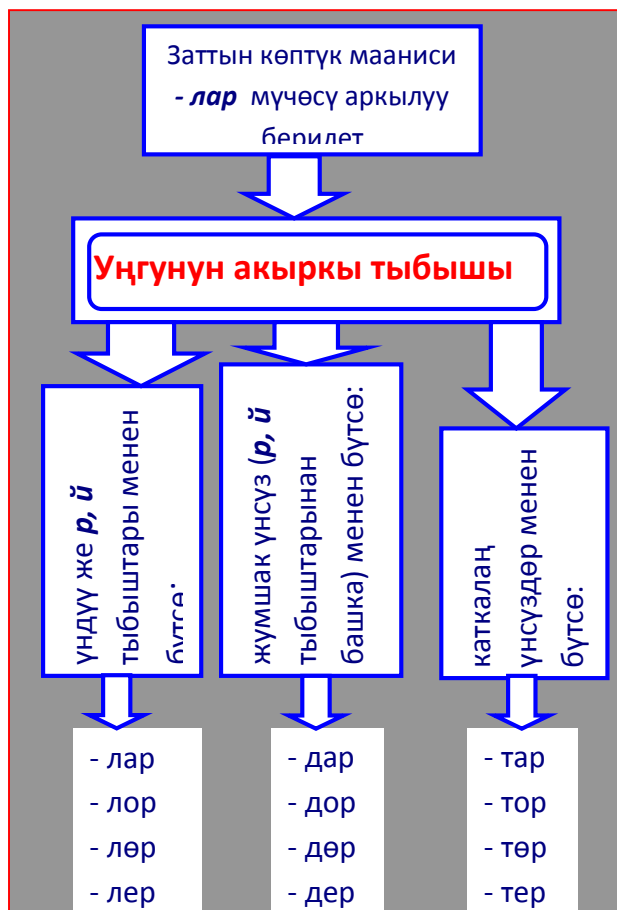 Заттын көптүк мааниси
- лар мүчөсү аркылуу
берилет
Уңгунун акыркы тыбышы
үндүү же р, й
тыбыштары менен
бүтсө:
жумшак үнсүз (р, й
тыбыштарынан
башка) менен бүтсө:
каткалаң
үнсүздөр менен
бүтсө:
- лар
- лор
- лөр
- лер
- дар
- дор
- дөр
- дер
- тар
- тор
- төр
- тер